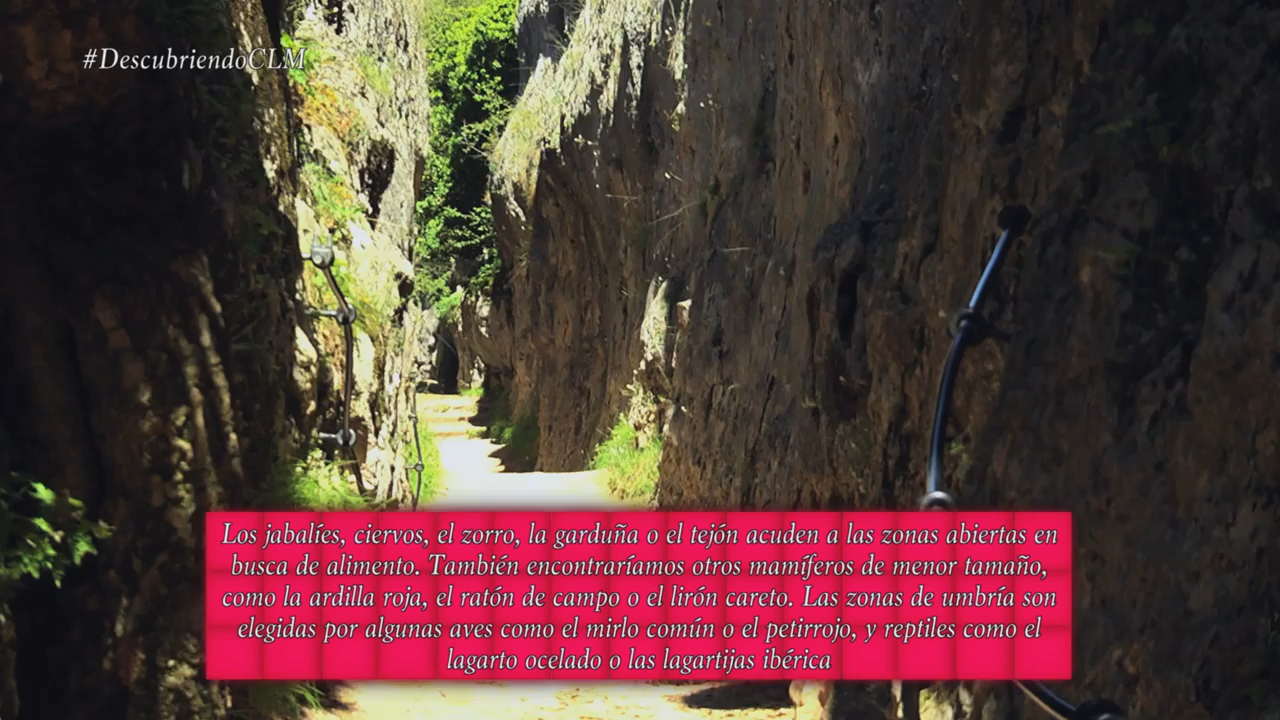 #DescubriendoCLM
Los jabalíes, ciervos, el zorro, la garduña o el tejón acuden a las zonas abiertas en
busca de alimento. También encontraríamos otros mamíferos de menor tamaño,
como la ardilla roja, el ratón de campo o el lirón careto. Las zonas de umbría son
elegidas por algunas aves como el mirlo común o el petirrojo, y reptiles como el
lagarto ocelado o las lagartijas ibérica